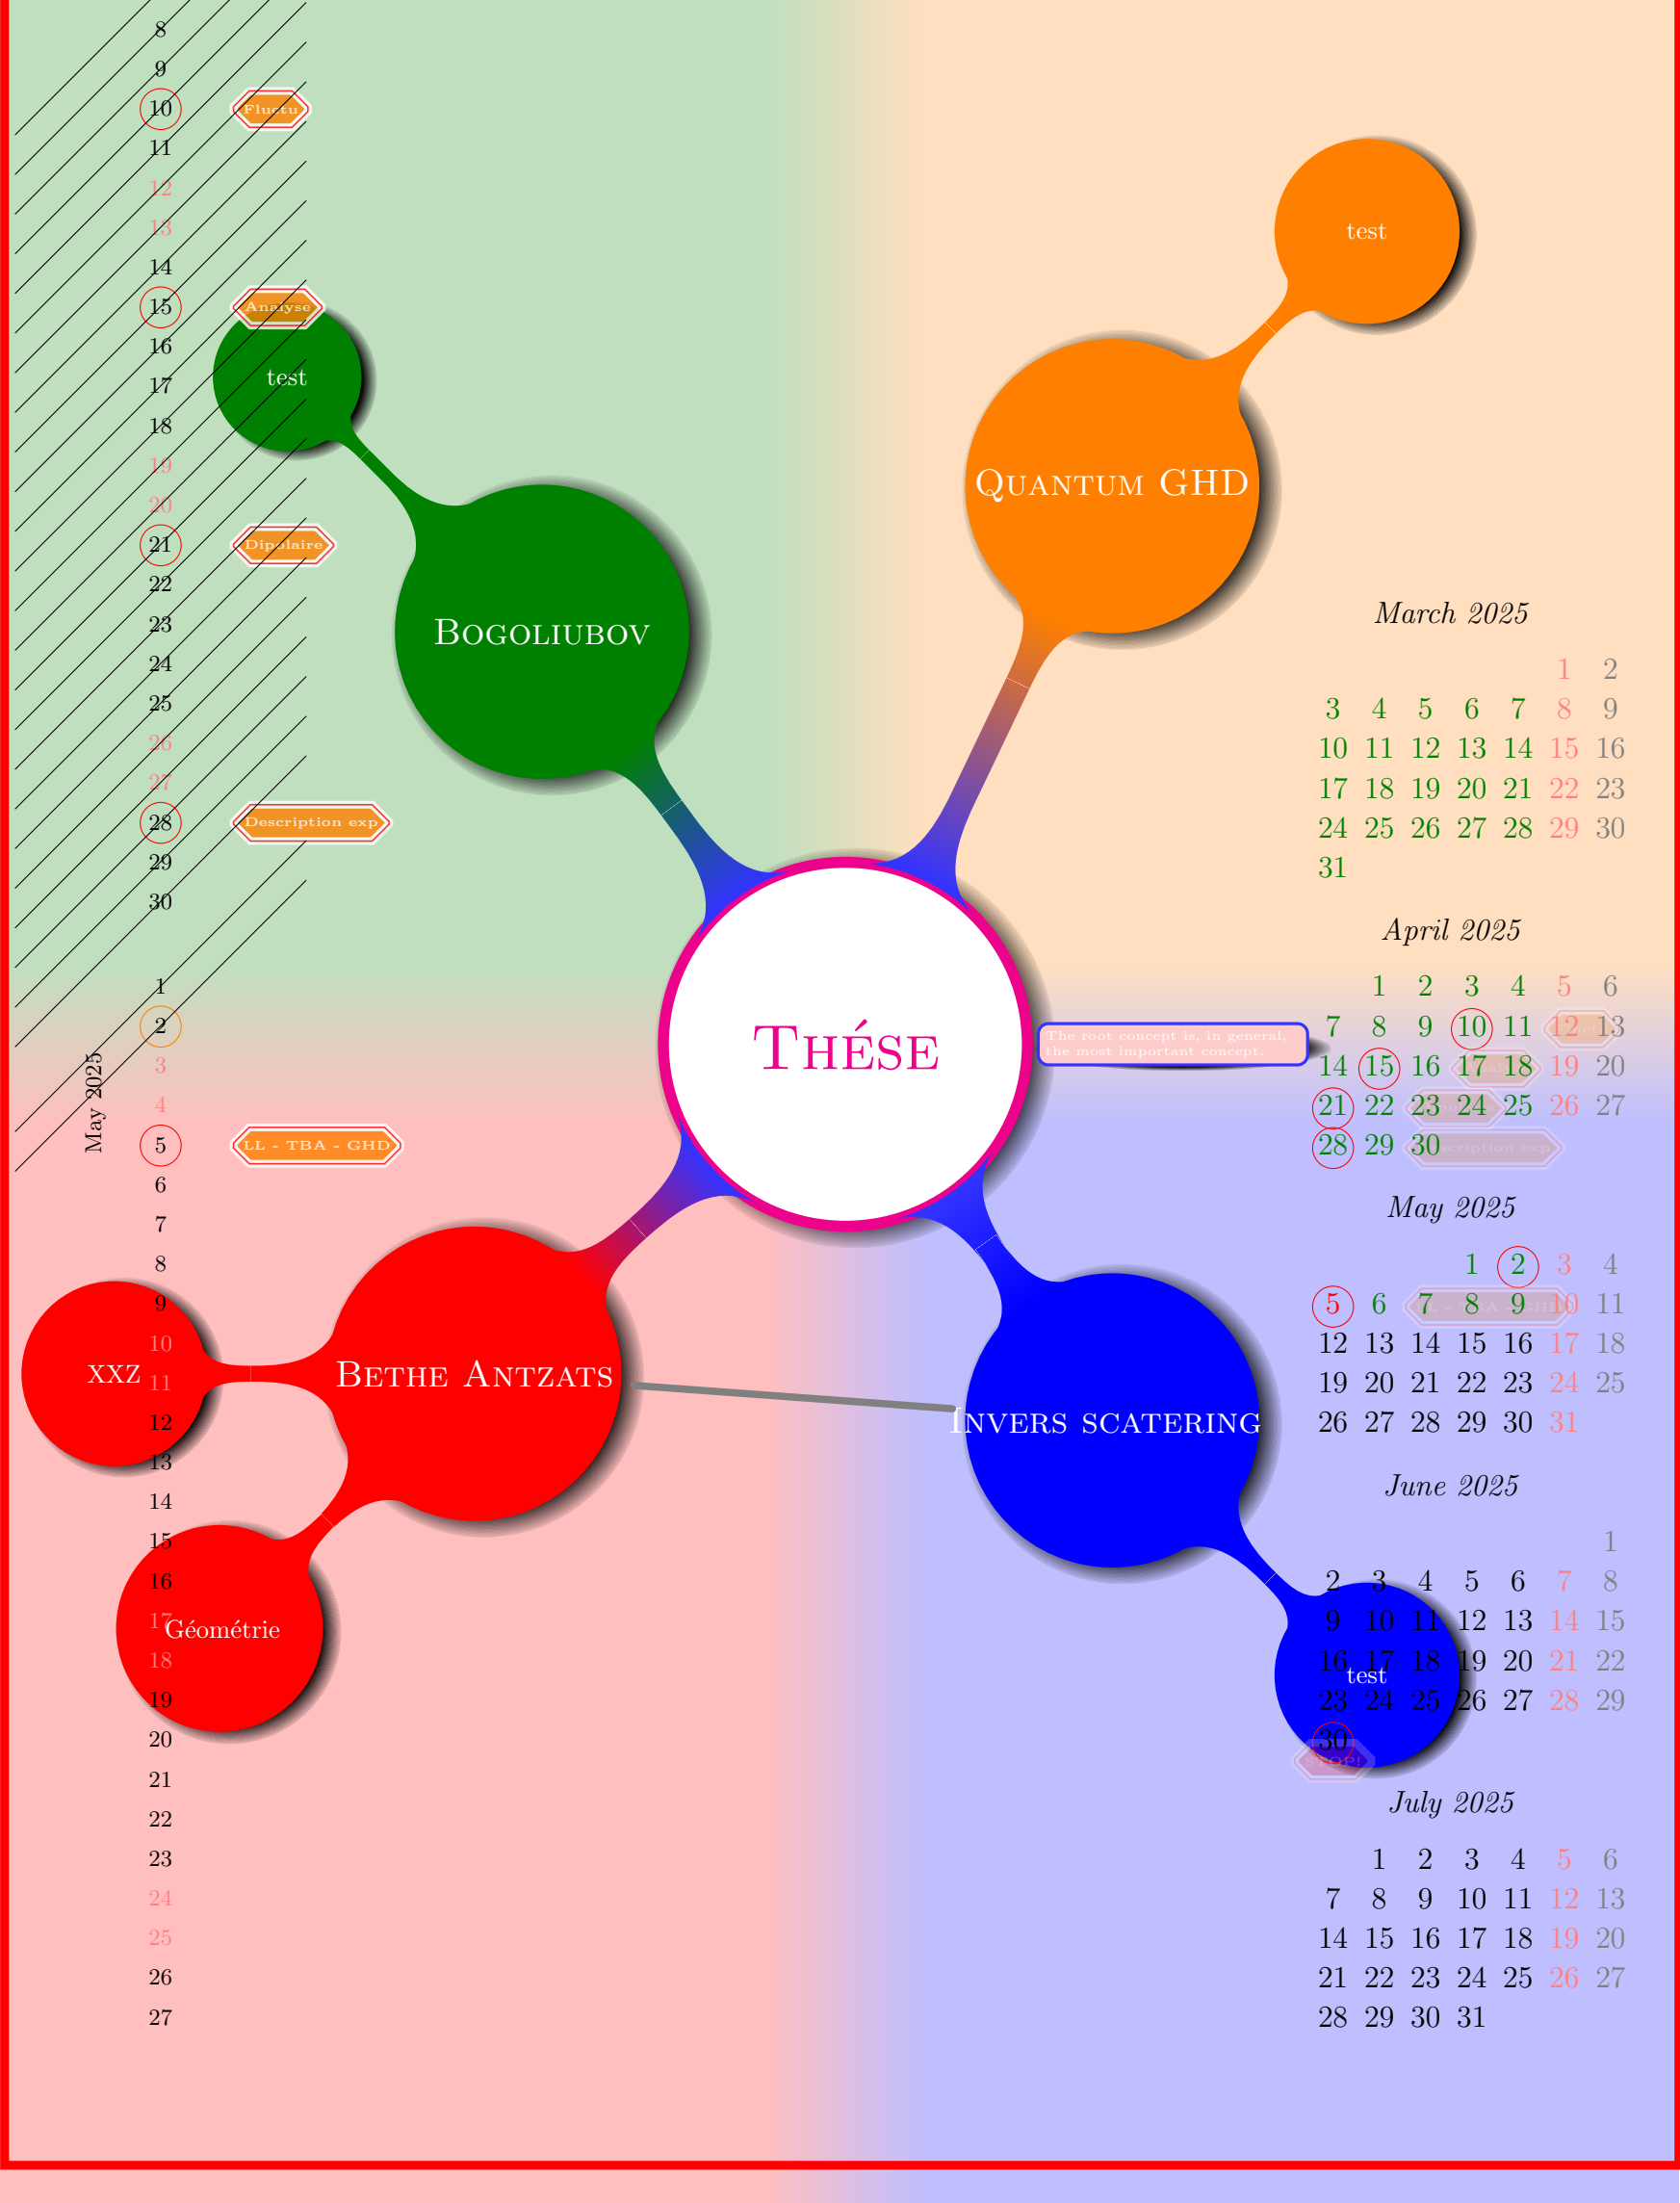 8
9
10 Fluctu
11
12
13
14
15 Analyse
16
17
18
19
20
21 Dipolaire
22
23
24
25
26
27
28 Description exp
29
30
May 2025
1
2
3
4
5 LL - TBA - GHD
6
7
8
9
10
11
12
13
14
15
16
17
18
19
20
21
22
23
24
25
26
27
test
Bogoliubov
test
Quantum GHD
Thése
The root concept is, in general,
the most important concept.
Bethe Antzats
XXZ
Géométrie
Invers scatering
test
March 2025
1 2
3 4 5 6 7 8 9
10 11 12 13 14 15 16
17 18 19 20 21 22 23
24 25 26 27 28 29 30
31
April 2025
1 2 3 4 5 6
7 8 9 10 11 12 13
14 15 16 17 18 19 20
21 22 23 24 25 26 27
28 29 30
Description exp
May 2025
1 2 3 4
5 6 7 8 9 10 11
LL - TBA - GHD
12 13 14 15 16 17 18
19 20 21 22 23 24 25
26 27 28 29 30 31
June 2025
1
2 3 4 5 6 7 8
9 10 11 12 13 14 15
16 17 18 19 20 21 22
23 24 25 26 27 28 29
30
STOP!
July 2025
1 2 3 4 5 6
7 8 9 10 11 12 13
14 15 16 17 18 19 20
21 22 23 24 25 26 27
28 29 30 31